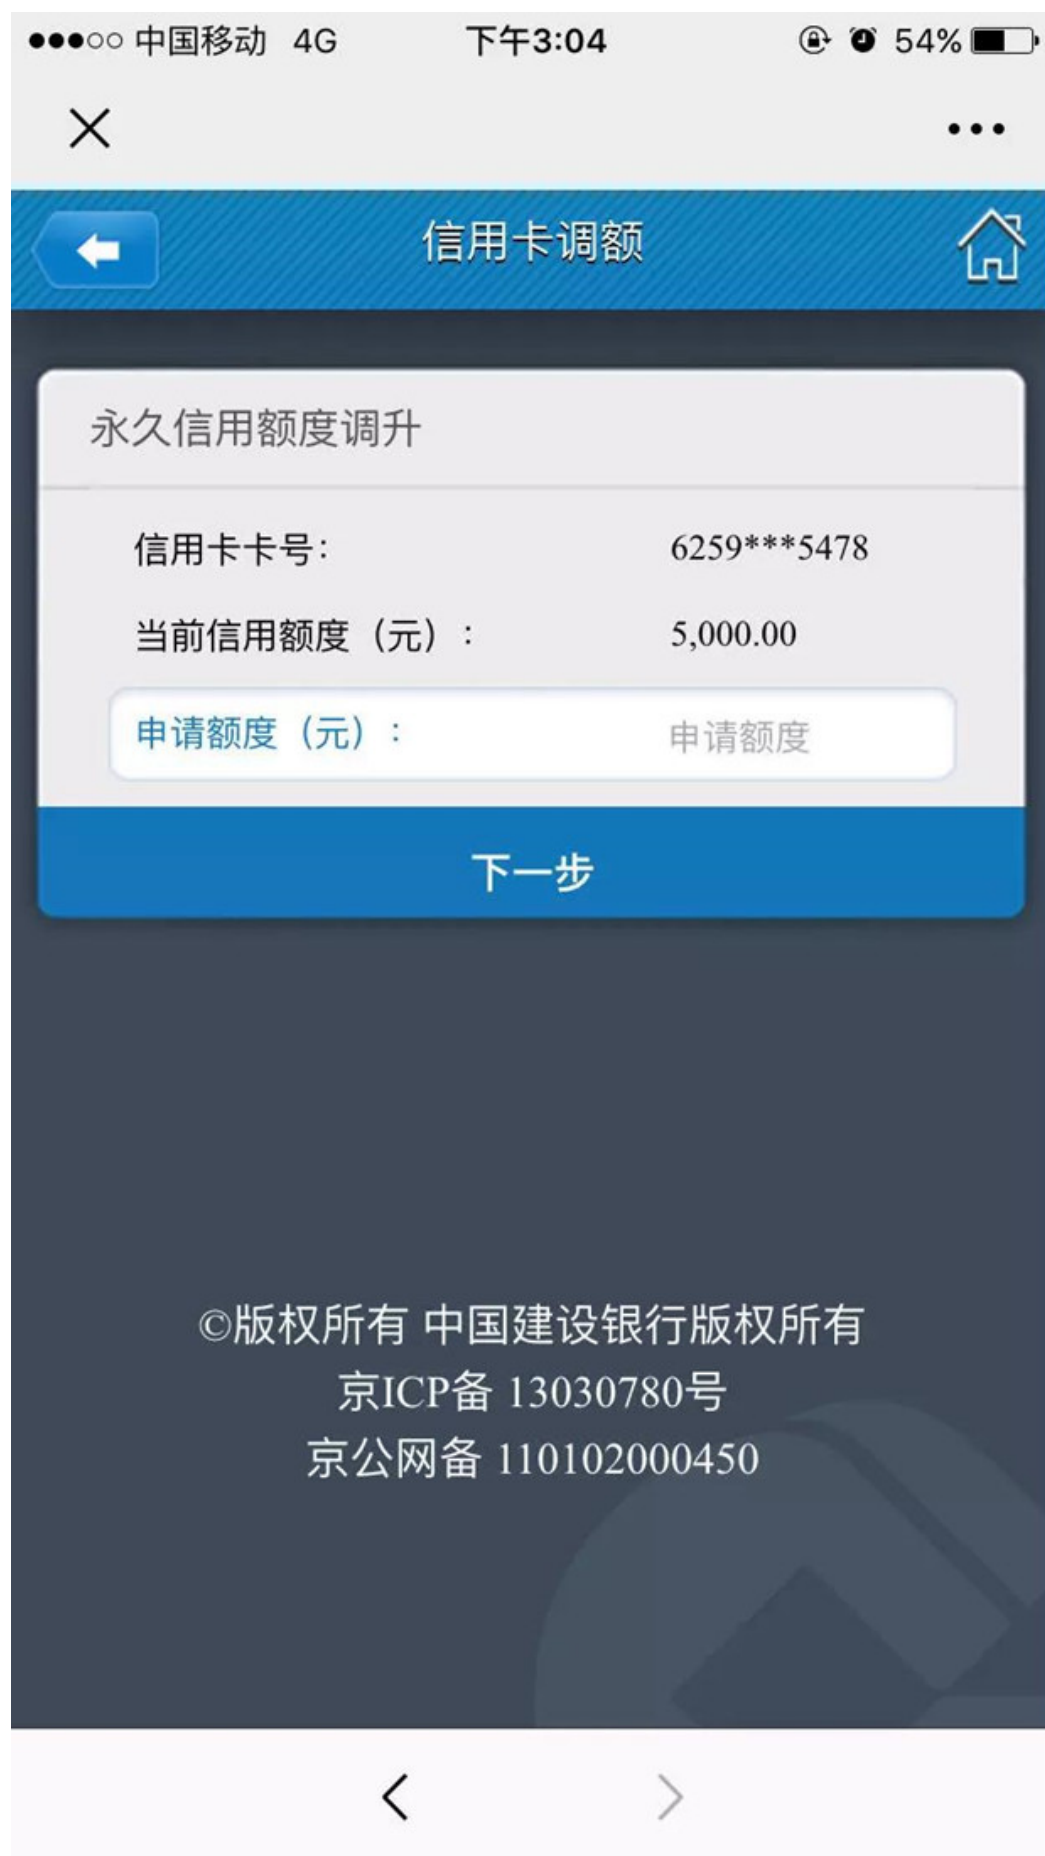 中国移动 4G 下午3:04 54%
信用卡调额
永久信用额度调升
信用卡卡号: 6259***5478
当前信用额度（元）: 5,000.00
申请额度（元）: 申请额度
下一步
©版权所有 中国建设银行版权所有
京ICP备 13030780号
京公网备 110102000450